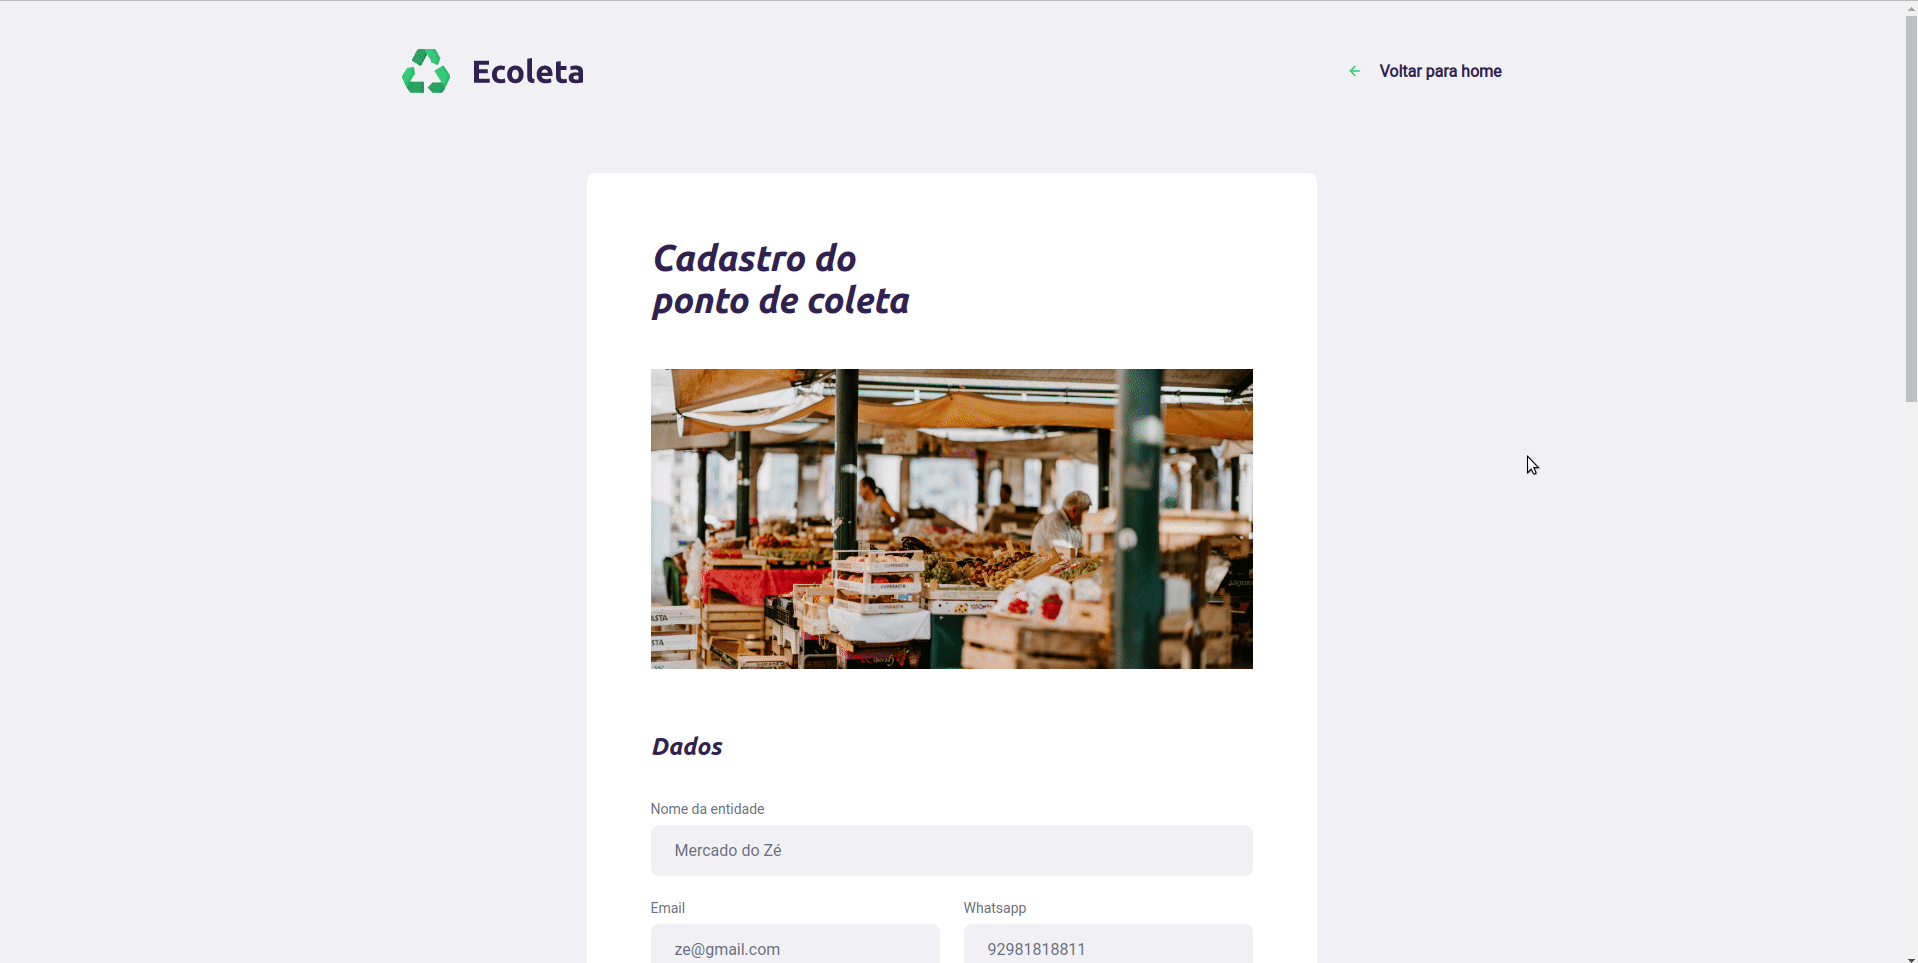 Ecoleta
Voltar para home
Cadastro do
ponto de coleta
Dados
Nome da entidade
Mercado do Zé
Email
Whatsapp
ze@gmail.com
92981818811